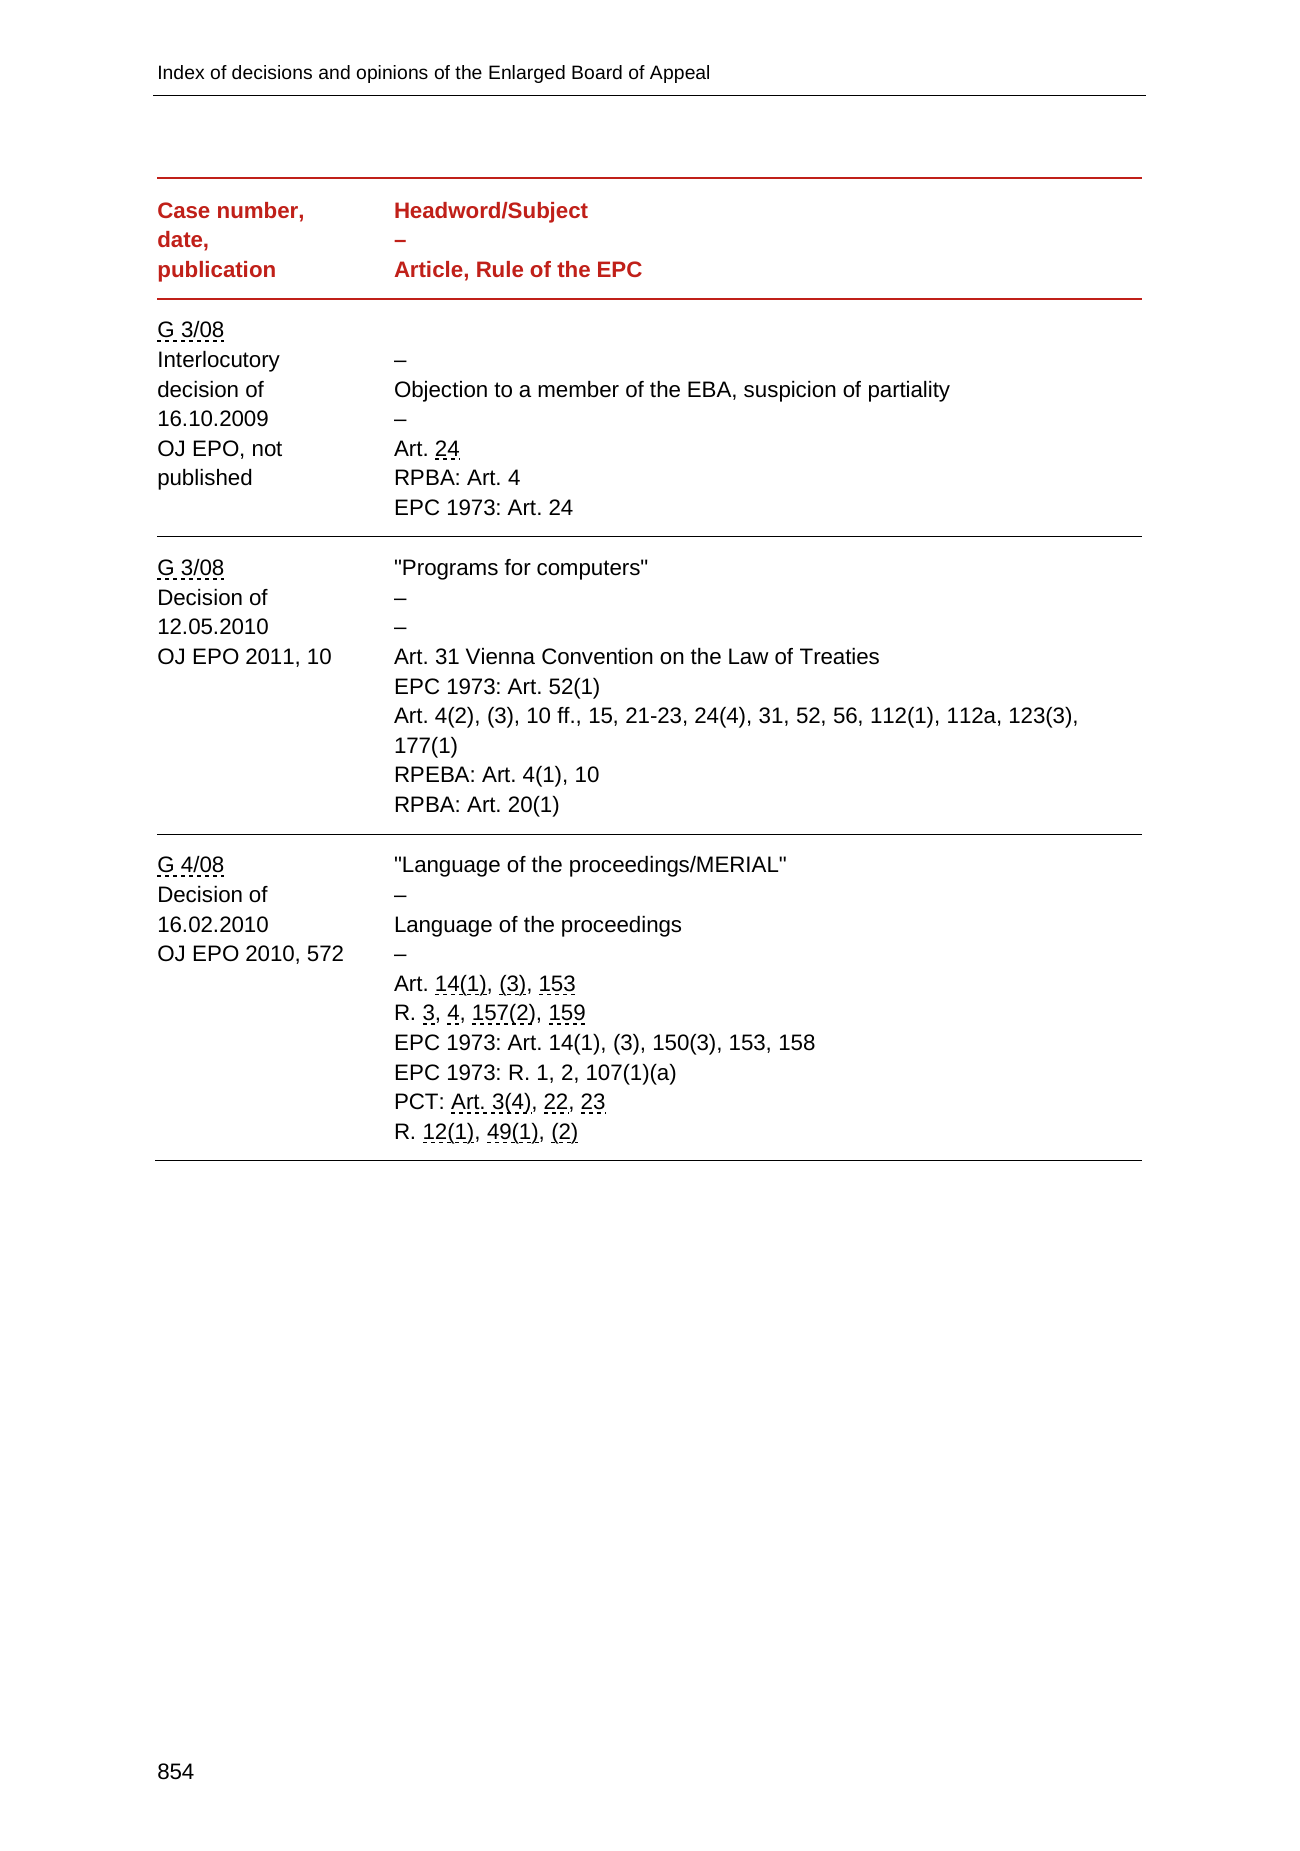 Index of decisions and opinions of the Enlarged Board of Appeal
Case number,
date,
publication
Headword/Subject
–
Article, Rule of the EPC
G 3/08
Interlocutory
decision of
16.10.2009
OJ EPO, not
published
–
Objection to a member of the EBA, suspicion of partiality
–
Art. 24
RPBA: Art. 4
EPC 1973: Art. 24
G 3/08
Decision of
12.05.2010
OJ EPO 2011, 10
"Programs for computers"
–
–
Art. 31 Vienna Convention on the Law of Treaties
EPC 1973: Art. 52(1)
Art. 4(2), (3), 10 ff., 15, 21-23, 24(4), 31, 52, 56, 112(1), 112a, 123(3),
177(1)
RPEBA: Art. 4(1), 10
RPBA: Art. 20(1)
G 4/08
Decision of
16.02.2010
OJ EPO 2010, 572
"Language of the proceedings/MERIAL"
–
Language of the proceedings
–
Art. 14(1), (3), 153
R. 3, 4, 157(2), 159
EPC 1973: Art. 14(1), (3), 150(3), 153, 158
EPC 1973: R. 1, 2, 107(1)(a)
PCT: Art. 3(4), 22, 23
R. 12(1), 49(1), (2)
854